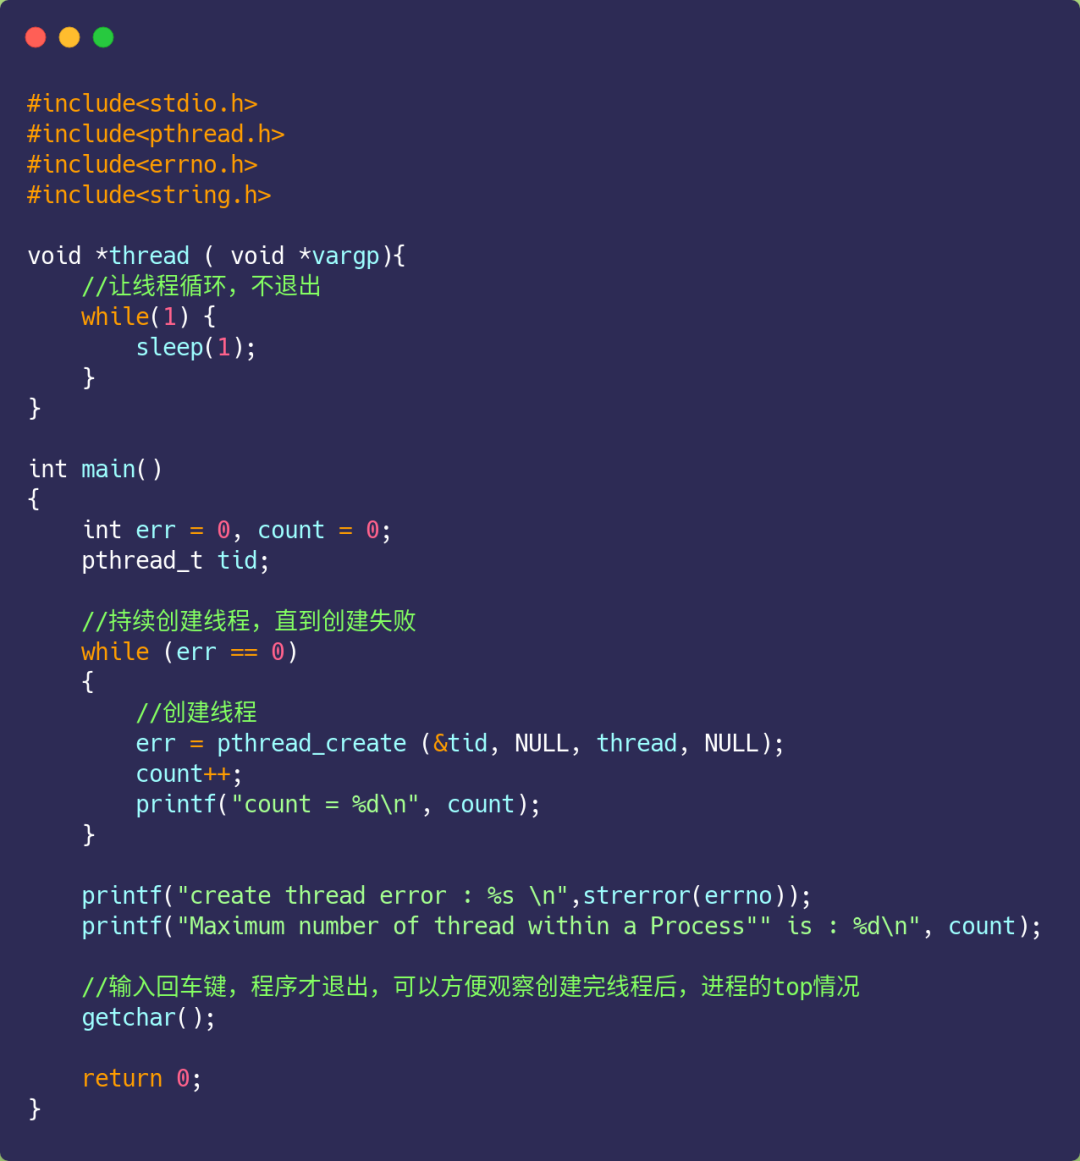 #include<stdio.h>
#include<pthread.h>
#include<errno.h>
#include<string.h>

void *thread ( void *vargp){
    //让线程循环，不退出
    while(1) {
        sleep(1);
    }
}

int main()
{
    int err = 0, count = 0;
    pthread_t tid;

    //持续创建线程，直到创建失败
    while (err == 0)
    {
        //创建线程
        err = pthread_create (&tid, NULL, thread, NULL);
        count++;
        printf("count = %d\n", count);
    }

    printf("create thread error : %s \n",strerror(errno));
    printf("Maximum number of thread within a Process"" is : %d\n", count);

    //输入回车键，程序才退出，可以方便观察创建完线程后，进程的top情况
    getchar();

    return 0;
}